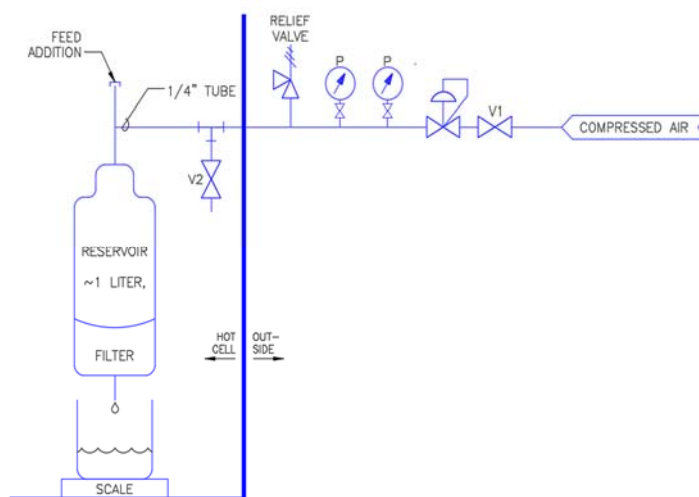 RELIEF
VALVE
FEED
ADDITION
P
P
1/4" TUBE
V1
COMPRESSED AIR
V2
RESERVOIR
~1 LITER,
HOT
CELL
OUT-
SIDE
FILTER
SCALE